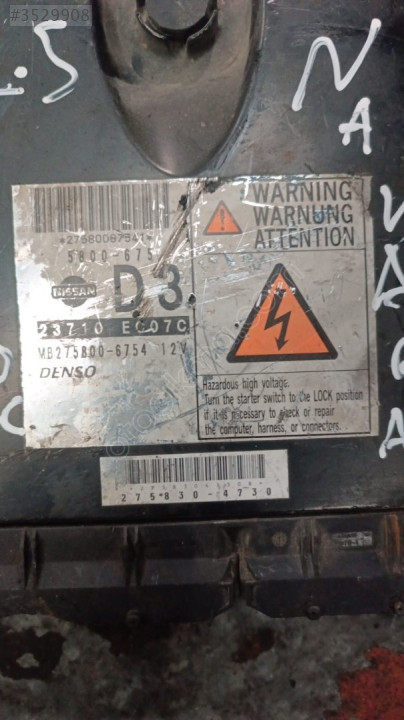 #3529908
.5
N
A
V
A
R
A
*27580067541*
5800-675
NISSAN
D3
23710 EC07C
MB275800-6754 12V
DENSO
WARNING
WARNUNG
ATTENTION
Hazardous high voltage.
Turn the starter switch to the LOCK position
if it is necessary to check or repair
the computer, harness, or connectors.
275830-4730